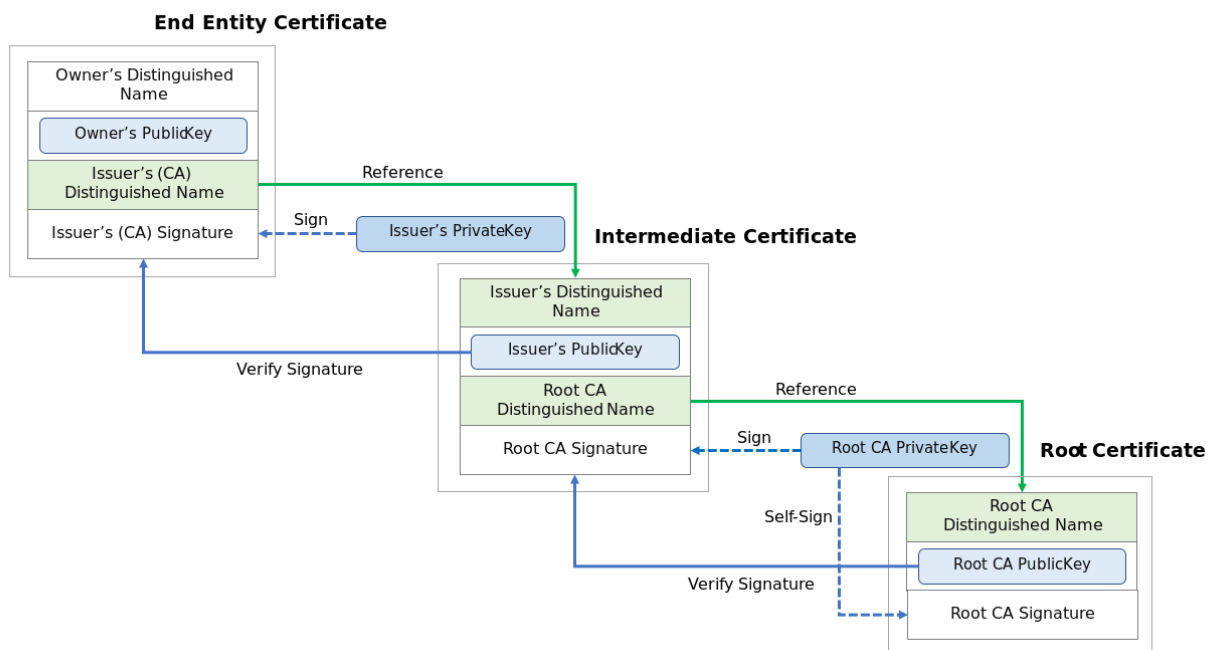 End Entity Certificate
Owner's Distinguished
Name
Owner's PublicKey
Issuer's (CA)
Distinguished Name
Issuer's (CA) Signature
Reference
Sign
Issuer's PrivateKey
Verify Signature
Intermediate Certificate
Issuer's Distinguished
Name
Issuer's PublicKey
Root CA
Distinguished Name
Root CA Signature
Reference
Sign
Root CA PrivateKey
Self-Sign
Verify Signature
Root Certificate
Root CA
Distinguished Name
Root CA PublicKey
Root CA Signature